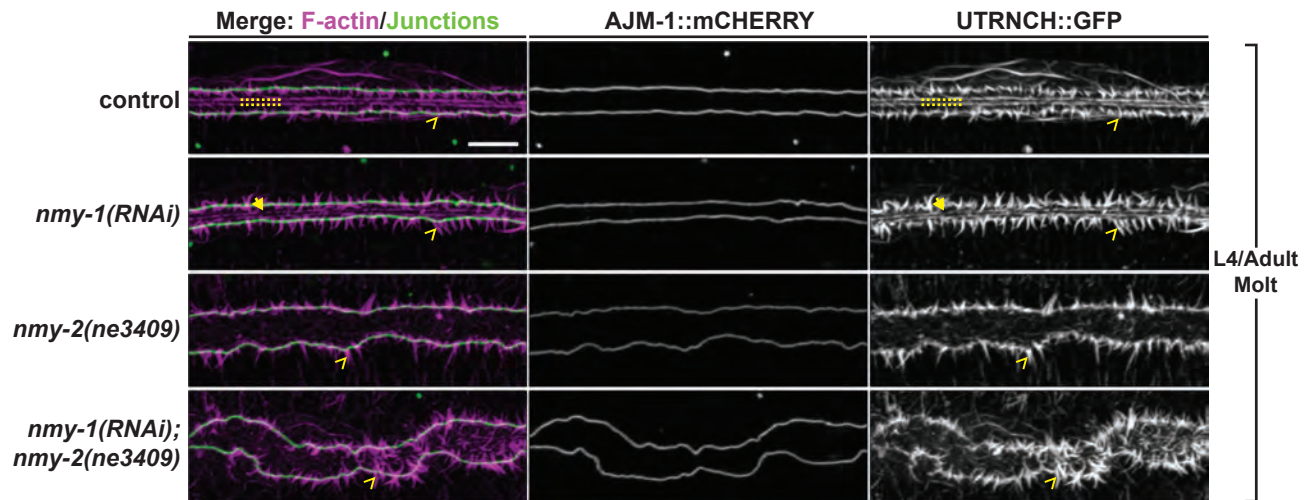 Merge: F-actin/Junctions
AJM-1::mCHERRY
UTRNCH::GFP
control
nmy-1(RNAi)
nmy-2(ne3409)
nmy-1(RNAi);
nmy-2(ne3409)
L4/Adult
Molt